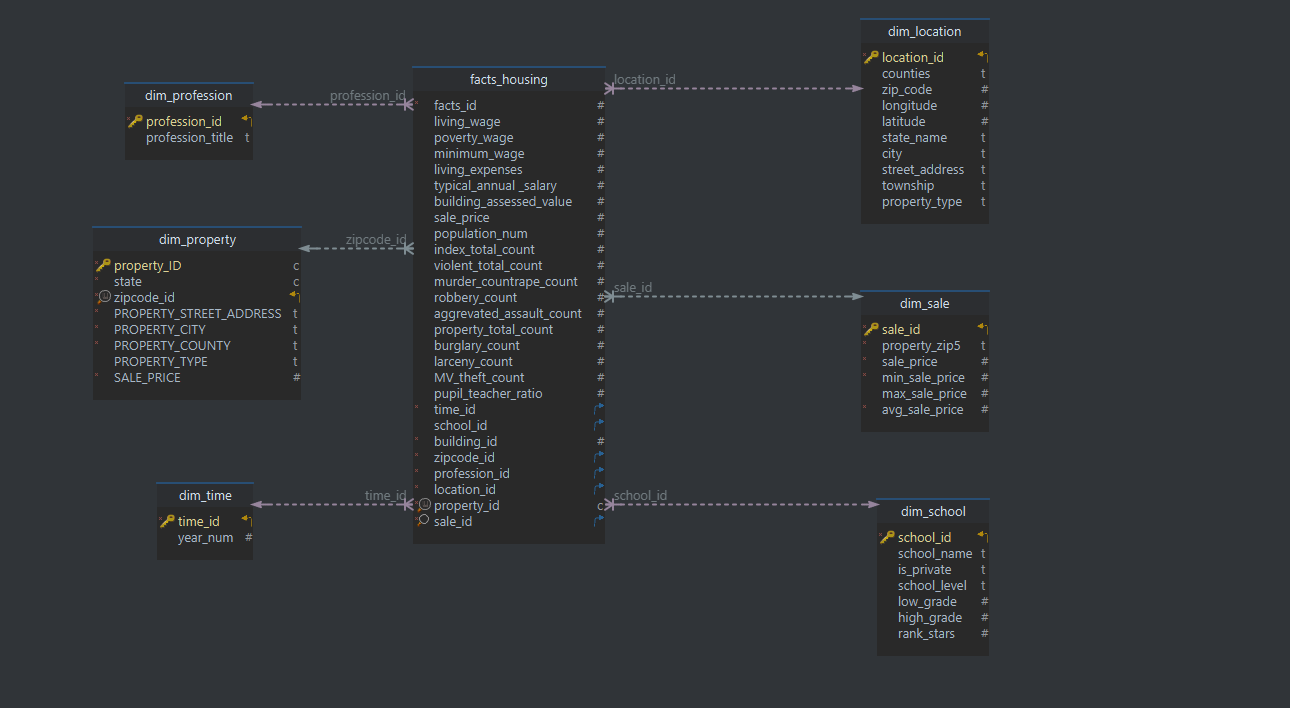 dim_profession
profession_id
profession_title t
dim_property
property_ID c
state c
zipcode_id
PROPERTY_STREET_ADDRESS t
PROPERTY_CITY t
PROPERTY_COUNTY t
PROPERTY_TYPE t
SALE_PRICE #
dim_time
time_id
year_num #
profession_id
zipcode_id
time_id
facts_housing
facts_id #
living_wage #
poverty_wage #
minimum_wage #
living_expenses #
typical_annual _salary #
building_assessed_value #
sale_price #
population_num #
index_total_count #
violent_total_count #
murder_countrape_count #
robbery_count #
aggrevated_assault_count #
property_total_count #
burglary_count #
larceny_count #
MV_theft_count #
pupil_teacher_ratio #
time_id
school_id
building_id #
zipcode_id
profession_id
location_id
property_id c
sale_id
location_id
sale_id
school_id
dim_location
location_id
counties t
zip_code #
longitude #
latitude #
state_name t
city t
street_address t
township t
property_type t
dim_sale
sale_id
property_zip5 t
sale_price #
min_sale_price #
max_sale_price #
avg_sale_price #
dim_school
school_id
school_name t
is_private t
school_level t
low_grade #
high_grade #
rank_stars #